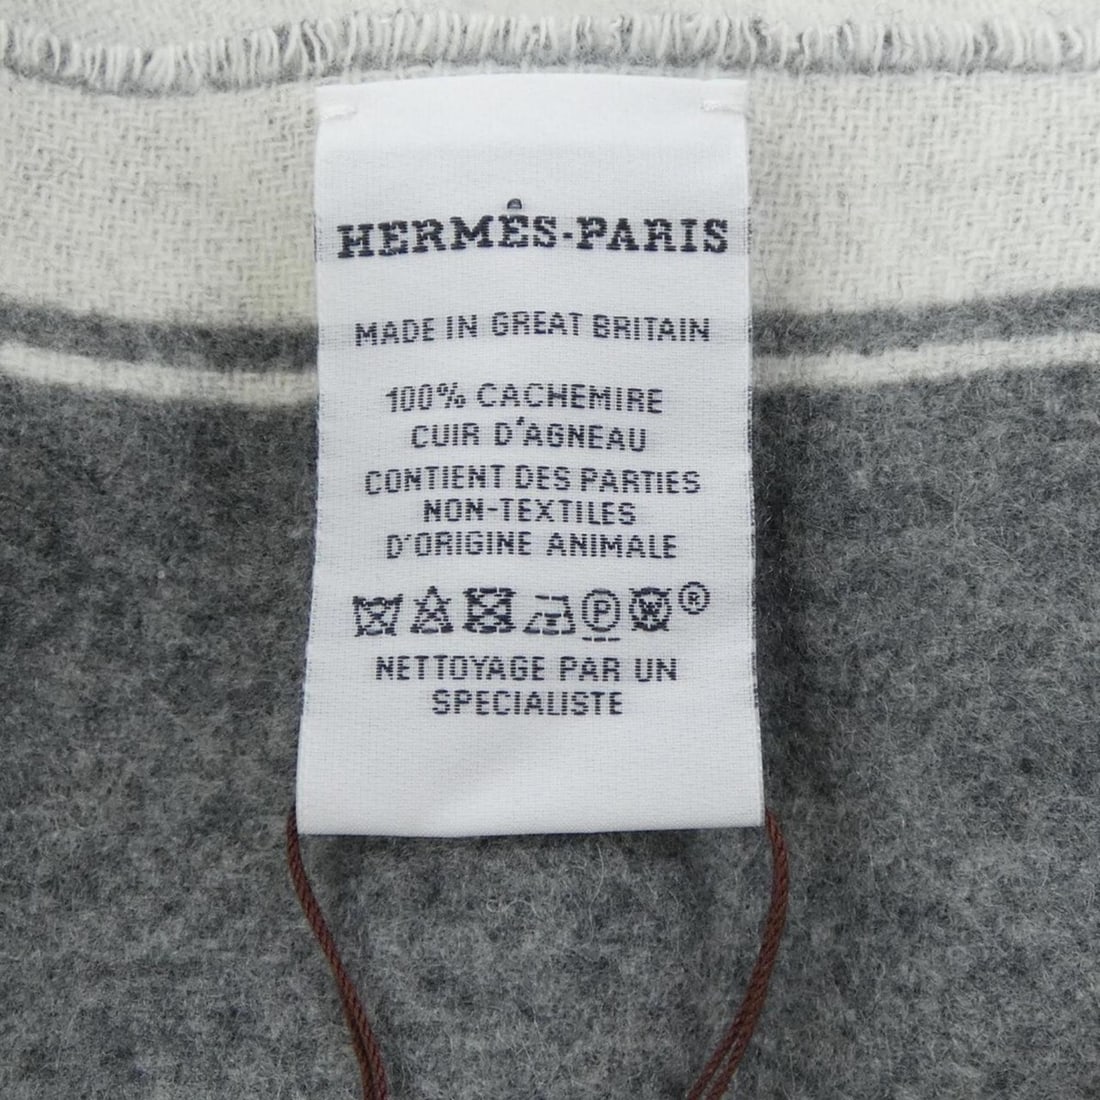 HERMÈS-PARIS
MADE IN GREAT BRITAIN
100% CACHEMIRE
CUIR D'AGNEAU
CONTIENT DES PARTIES
NON-TEXTILES
D'ORIGINE ANIMALE
P W ®
NETTOYAGE PAR UN
SPECIALISTE